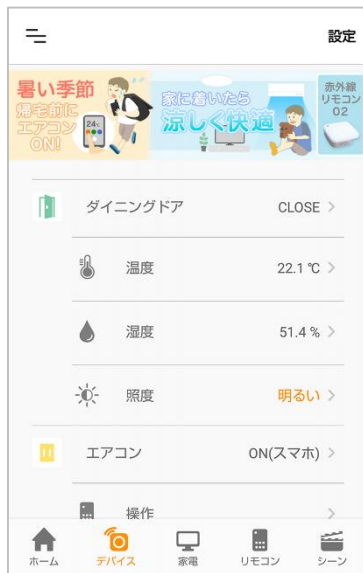 設定
暑い季節
帰宅前に
エアコン
ON!
24℃
家に着いたら
涼しく快適
赤外線
リモコン
02
ダイニングドア CLOSE
温度 22.1 ℃
湿度 51.4 %
照度 明るい
エアコン ON(スマホ)
操作
ホーム デバイス 家電 リモコン シーン